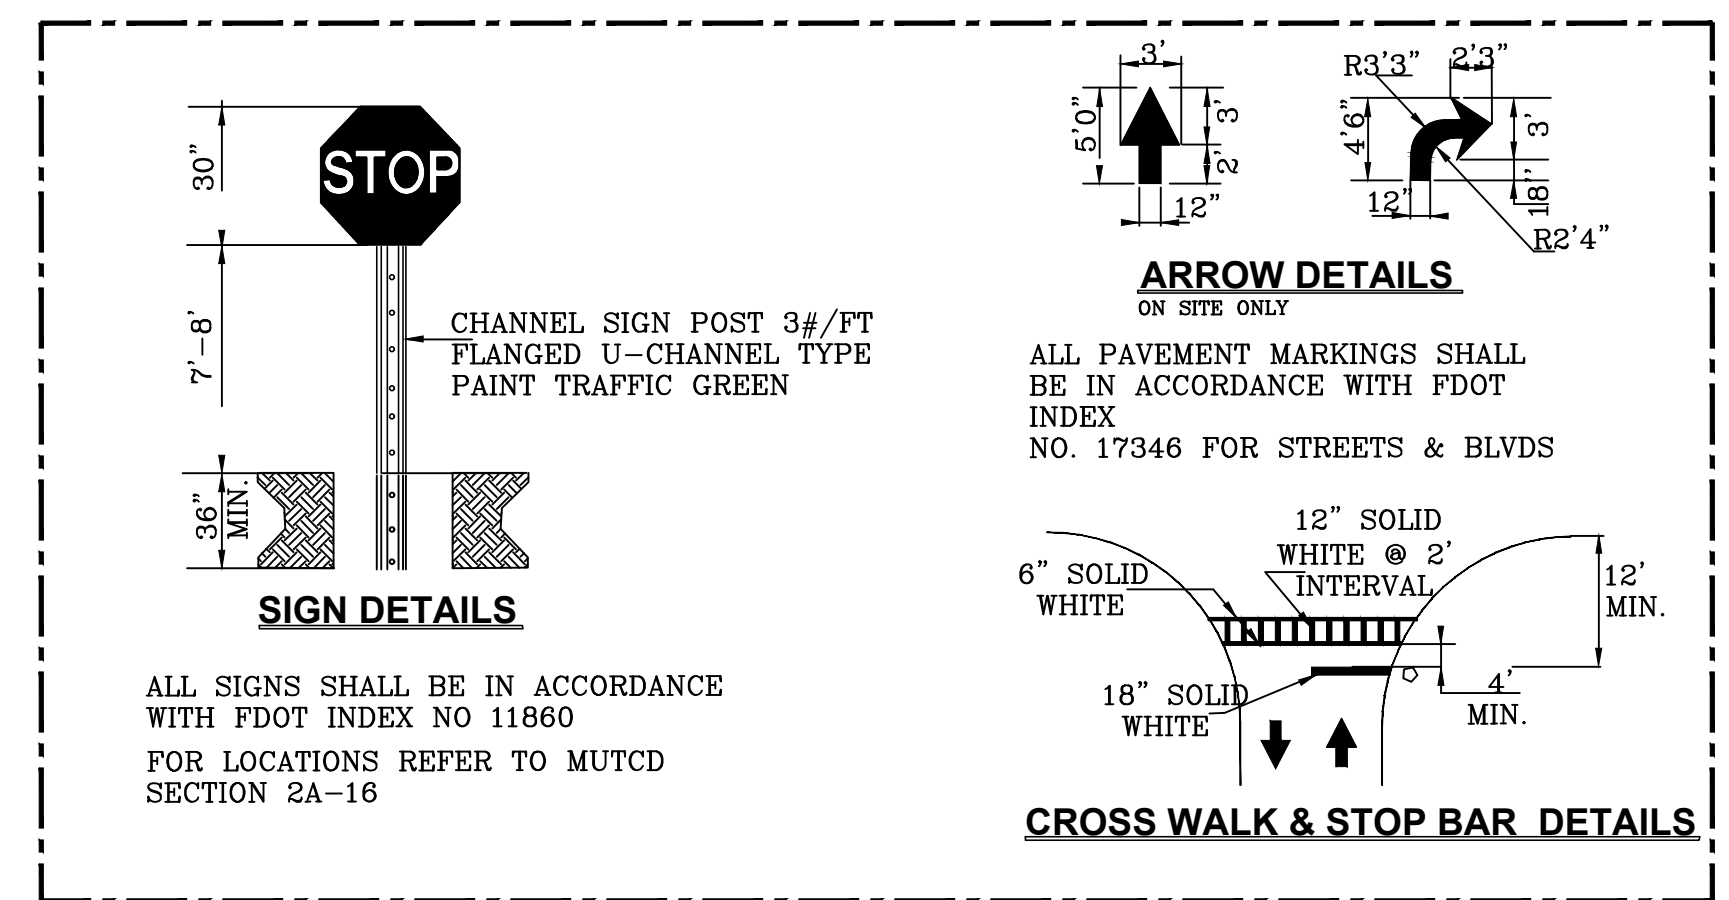 30”
STOP
7'–8'
CHANNEL SIGN POST 3#/FT
FLANGED U–CHANNEL TYPE
PAINT TRAFFIC GREEN
36”
MIN.
SIGN DETAILS
ALL SIGNS SHALL BE IN ACCORDANCE
WITH FDOT INDEX NO 11860
FOR LOCATIONS REFER TO MUTCD
SECTION 2A–16
3'
5'0”
3'
2'
12”
R3'3”
2'3”
4'6”
3'
18”
12”
R2'4”
ARROW DETAILS
ON SITE ONLY
ALL PAVEMENT MARKINGS SHALL
BE IN ACCORDANCE WITH FDOT
INDEX
NO. 17346 FOR STREETS & BLVDS
12” SOLID
WHITE @ 2'
INTERVAL
6” SOLID
WHITE
12'
MIN.
18” SOLID
WHITE
4'
MIN.
CROSS WALK & STOP BAR DETAILS